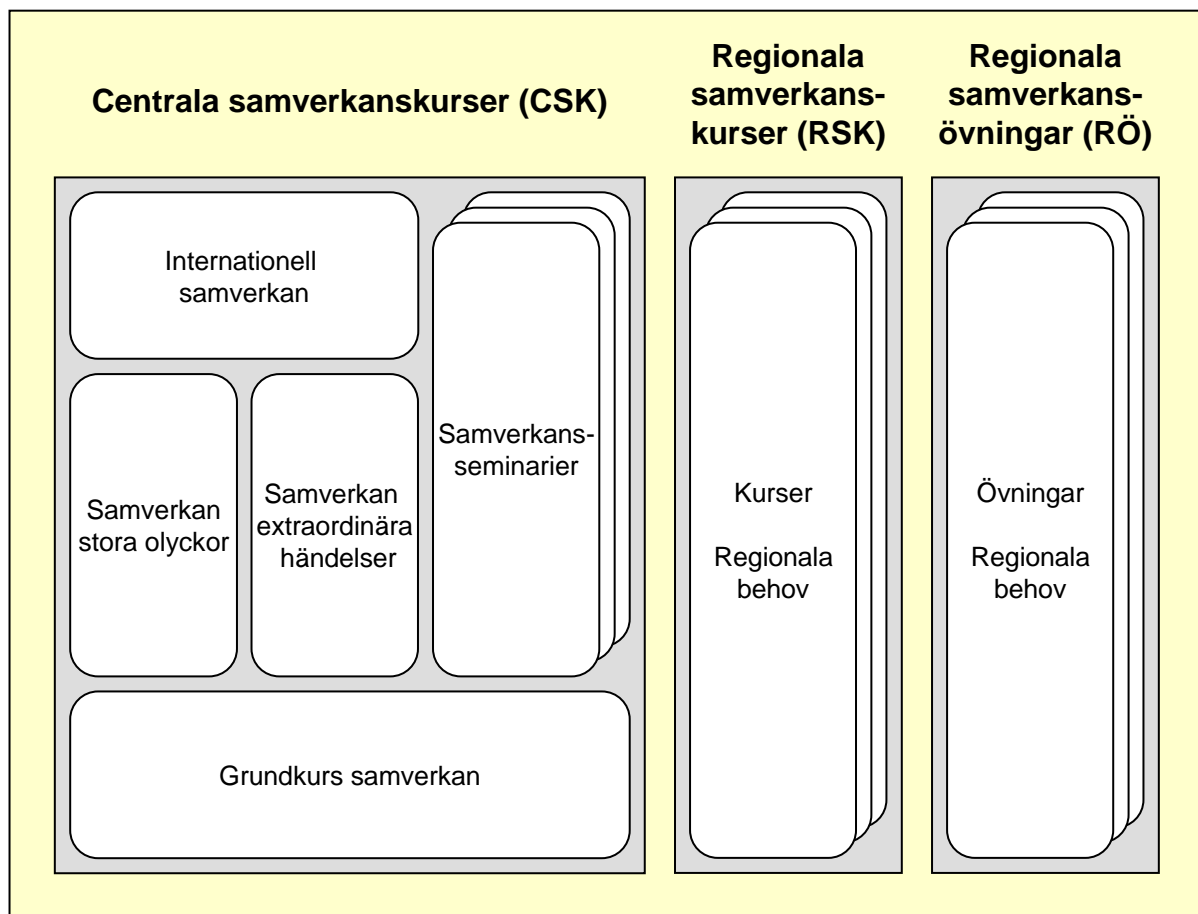 Centrala samverkanskurser (CSK)
Regionala
samverkans-
kurser (RSK)
Regionala
samverkans-
övningar (RÖ)
Internationell
samverkan
Samverkan
stora olyckor
Samverkan
extraordinära
händelser
Samverkans-
seminarier
Grundkurs samverkan
Kurser
Regionala
behov
Övningar
Regionala
behov